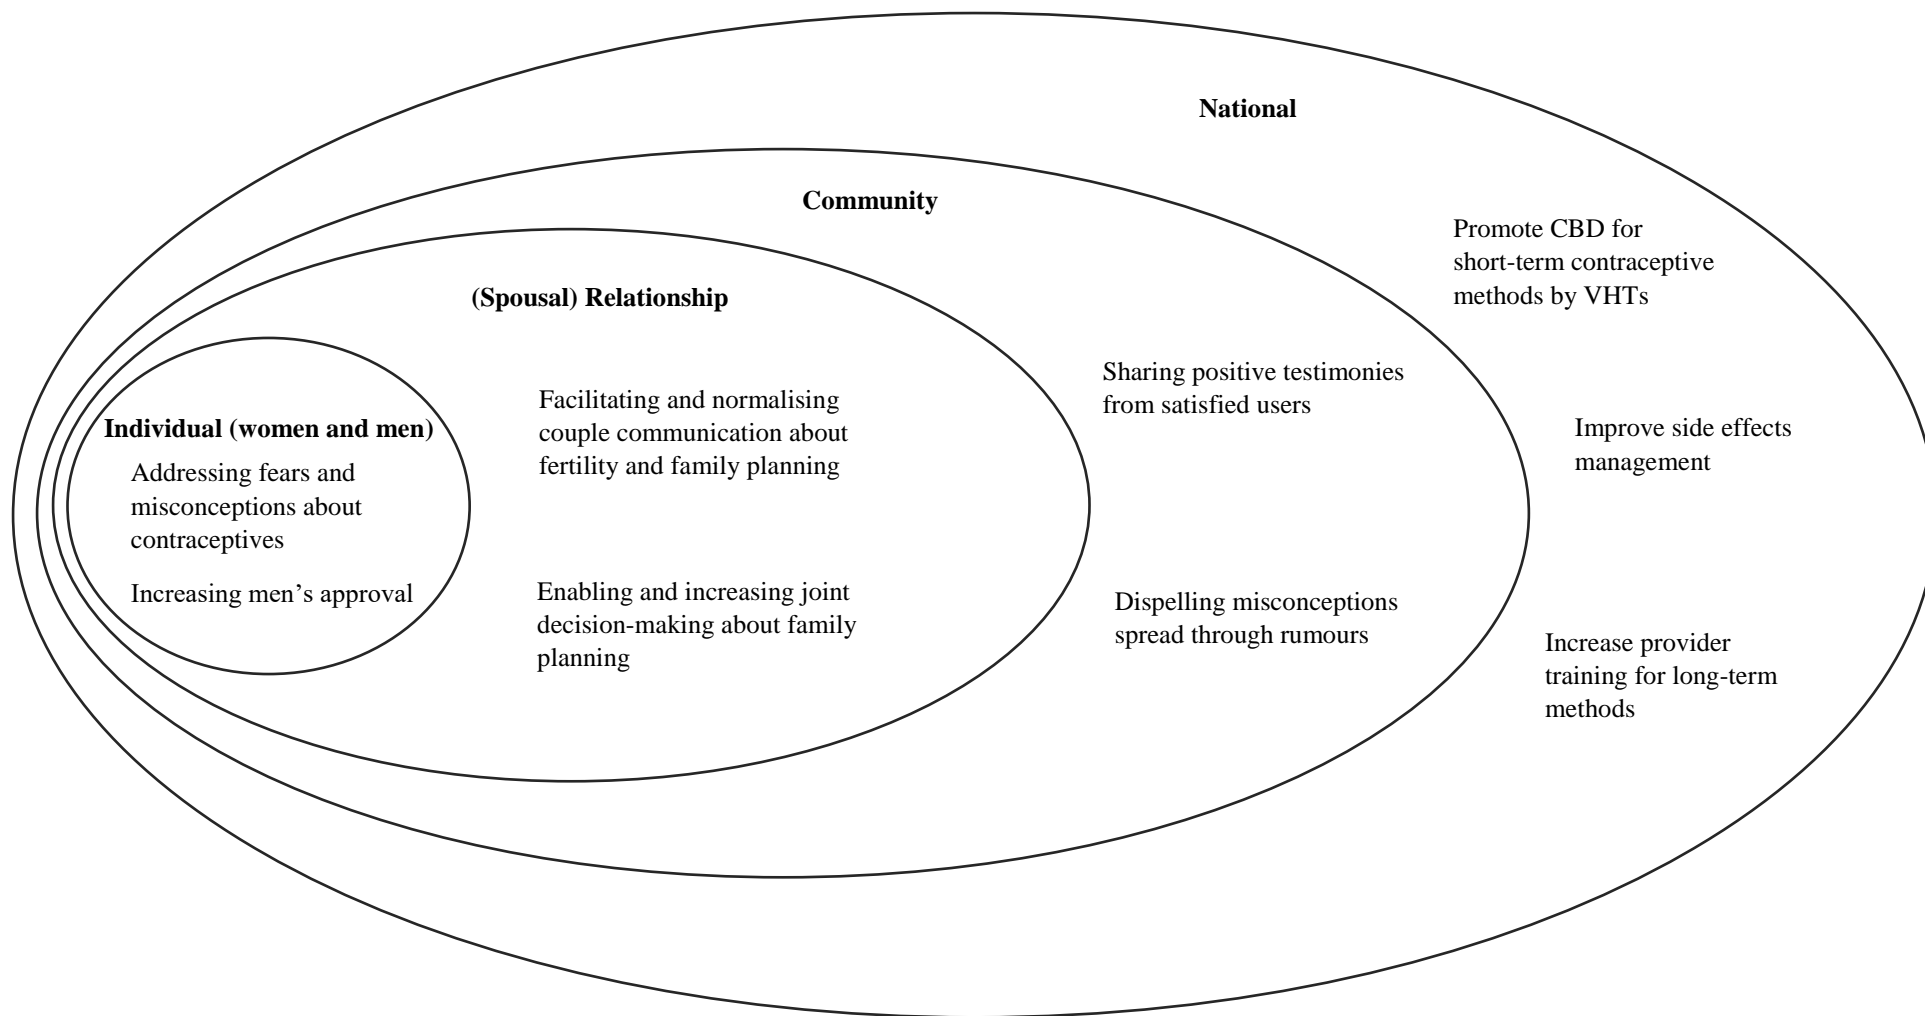 National
Community
(Spousal) Relationship
Individual (women and men)
Addressing fears and
misconceptions about
contraceptives
Increasing men’s approval
Facilitating and normalising
couple communication about
fertility and family planning
Enabling and increasing joint
decision-making about family
planning
Sharing positive testimonies
from satisfied users
Dispelling misconceptions
spread through rumours
Promote CBD for
short-term contraceptive
methods by VHTs
Improve side effects
management
Increase provider
training for long-term
methods